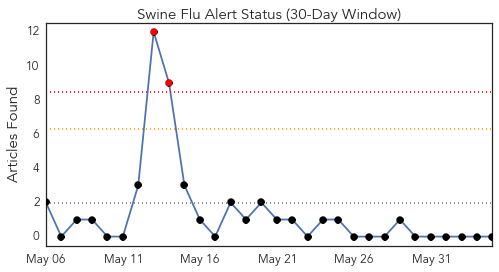 Swine Flu Alert Status (30-Day Window)
Articles Found
12
10
8
6
4
2
0
May 06 May 11 May 16 May 21 May 26 May 31